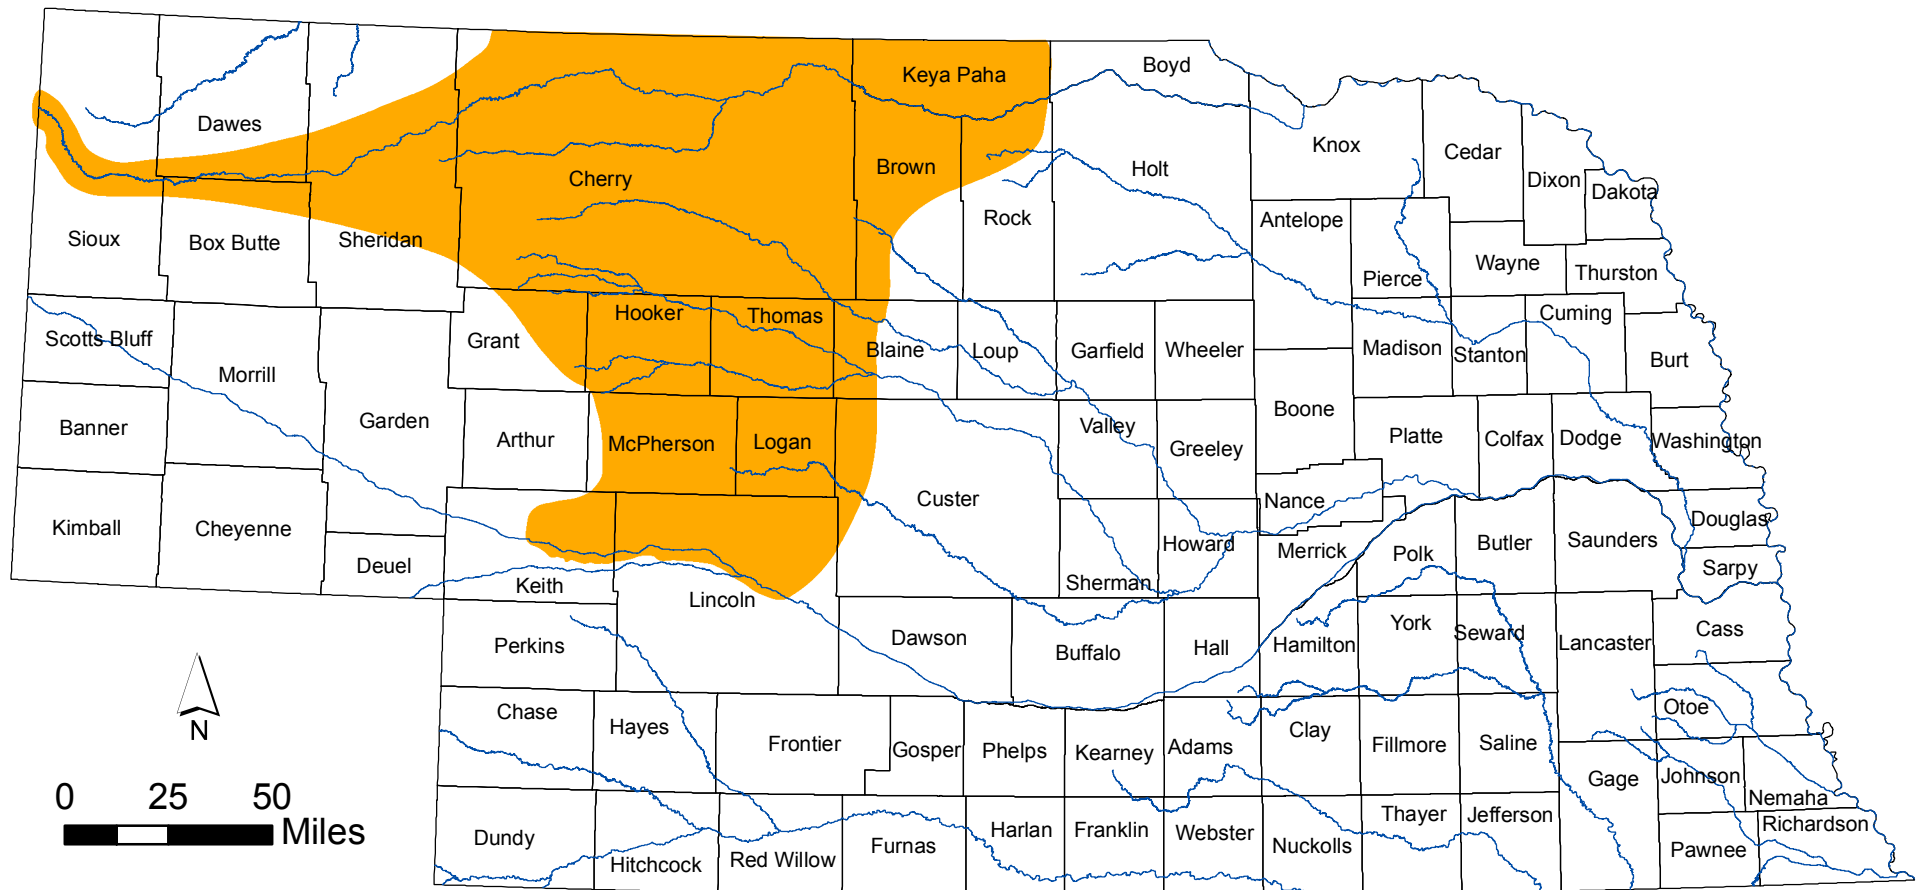 Keya Paha
Boyd
Dawes
Knox
Cedar
Holt
Brown
Cherry
Dixon
Dakota
Rock
Antelope
Sioux
Box Butte
Sheridan
Wayne
Pierce
Thurston
Hooker
Thomas
Cuming
Scotts Bluff
Grant
Blaine
Loup
Garfield
Wheeler
Madison
Stanton
Burt
Morrill
Boone
Garden
Banner
Arthur
McPherson
Logan
Valley
Greeley
Platte
Colfax
Dodge
Washington
Custer
Nance
Kimball
Cheyenne
Douglas
Howard
Merrick
Polk
Butler
Saunders
Deuel
Keith
Sherman
Sarpy
Lincoln
Perkins
Dawson
Buffalo
Hall
Hamilton
York
Seward
Lancaster
Cass
N
Chase
Hayes
Frontier
Gosper
Phelps
Kearney
Adams
Clay
Fillmore
Saline
Otoe
Gage
Johnson
Nemaha
0 25 50
Miles
Dundy
Hitchcock
Red Willow
Furnas
Harlan
Franklin
Webster
Nuckolls
Thayer
Jefferson
Pawnee
Richardson